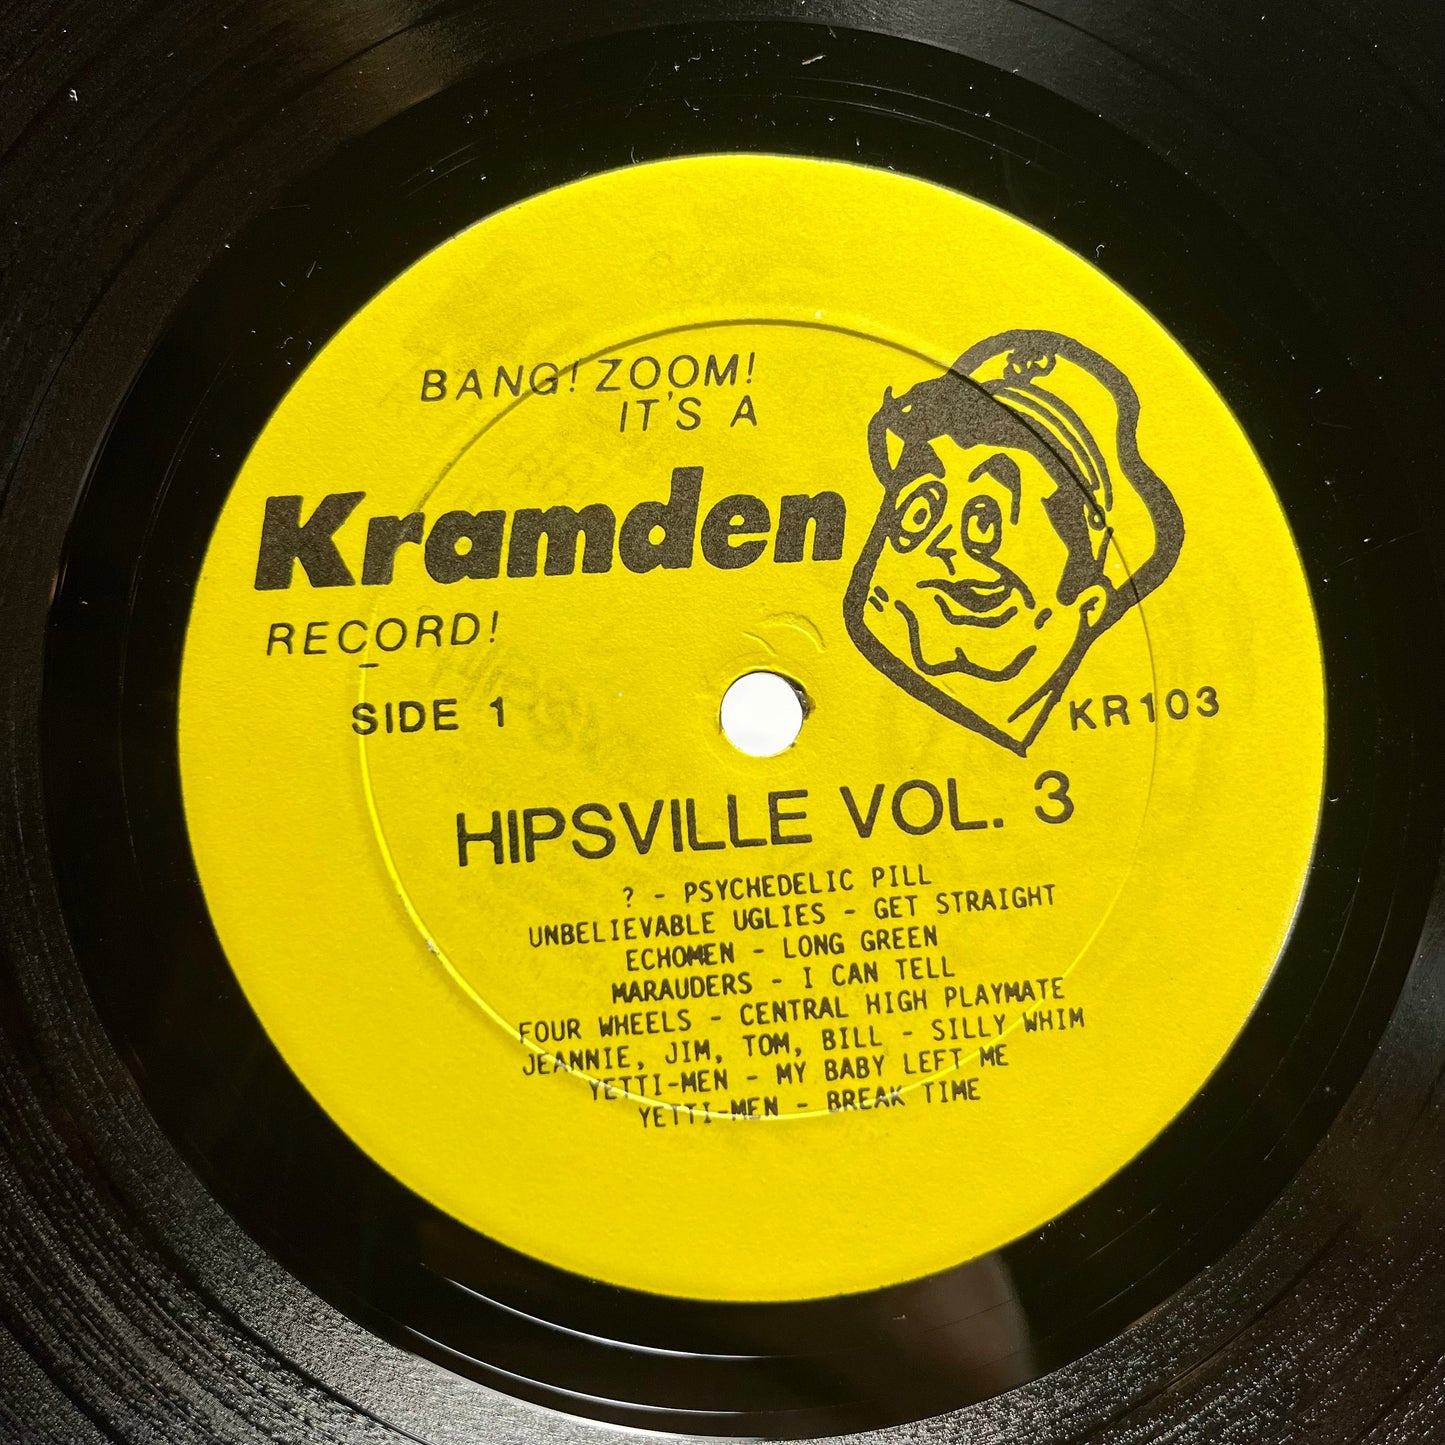 BANG! ZOOM!
IT'S A
Kramden
RECORD!
SIDE 1
KR103
HIPSVILLE VOL. 3
? - PSYCHEDELIC PILL
UNBELIEVABLE UGLIES - GET STRAIGHT
ECHOMEN - LONG GREEN
MARAUDERS - I CAN TELL
FOUR WHEELS - CENTRAL HIGH PLAYMATE
JEANNIE, JIM, TOM, BILL - SILLY WHIM
YETTI-MEN - MY BABY LEFT ME
YETTI-MEN - BREAK TIME